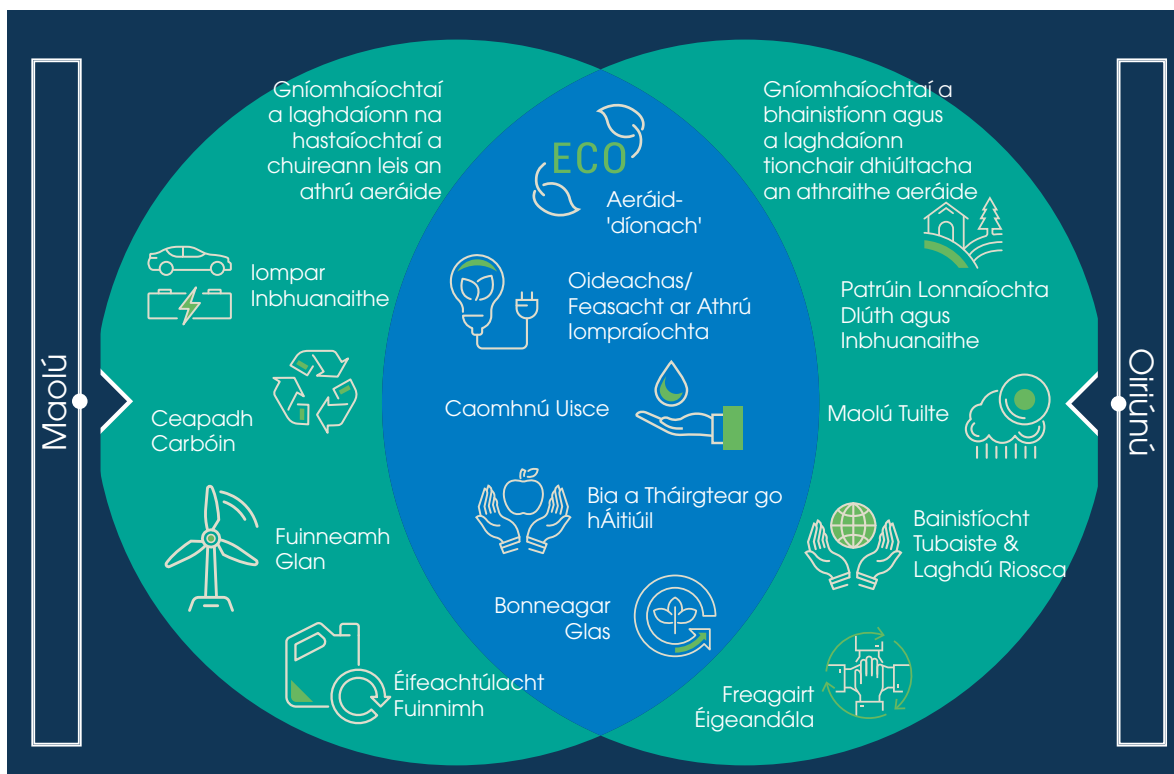 Maolú
Gníomhaíochtaí
a laghdaíonn na
hastaíochtaí a
chuireann leis an
athrú aeráide
Iompar
Inbhuanaithe
Ceapadh
Carbóin
Fuinneamh
Glan
Éifeachtúlacht
Fuinnimh
ECO
Aeráid-
'díonach'
Oideachas/
Feasacht ar Athrú
Iompraíochta
Caomhnú Uisce
Bia a Tháirgtear go
hÁitiúil
Bonneagar
Glas
Gníomhaíochtaí a
bhainistíonn agus
a laghdaíonn
tionchair dhiúltacha
an athraithe aeráide
Patrúin Lonnaíochta
Dlúth agus
Inbhuanaithe
Maolú Tuilte
Bainistíocht
Tubaiste &
Laghdú Riosca
Freagairt
Éigeandála
Oiriúnú